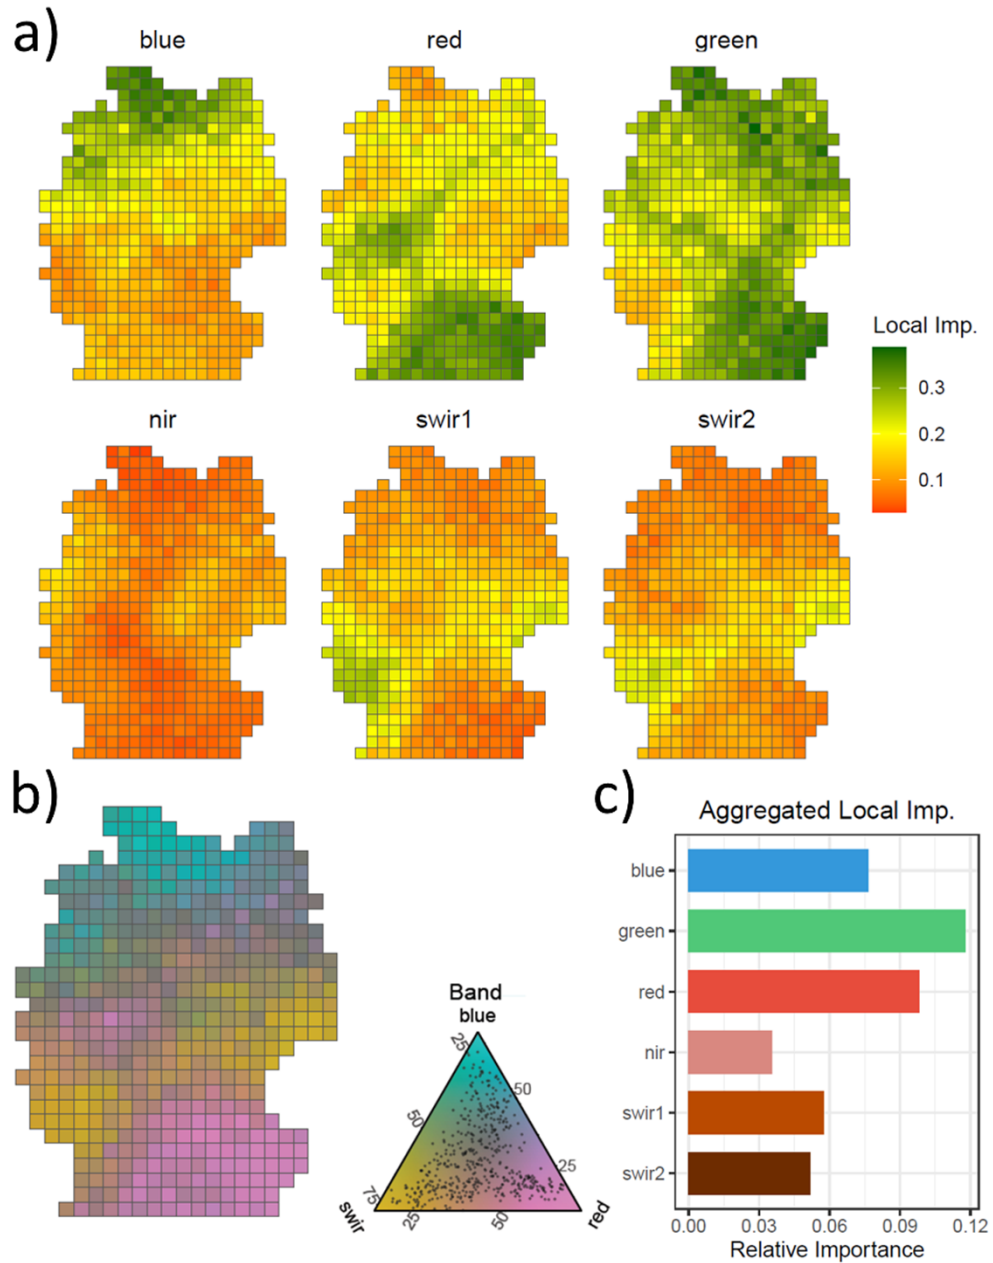 a)
blue
red
green
Local Imp.
0.3
0.2
0.1
nir
swir1
swir2
b)
Band
blue
25
50
50
25
75
swir
25
50
red
c)
Aggregated Local Imp.
blue
green
red
nir
swir1
swir2
0.00
0.03
0.06
0.09
0.12
Relative Importance